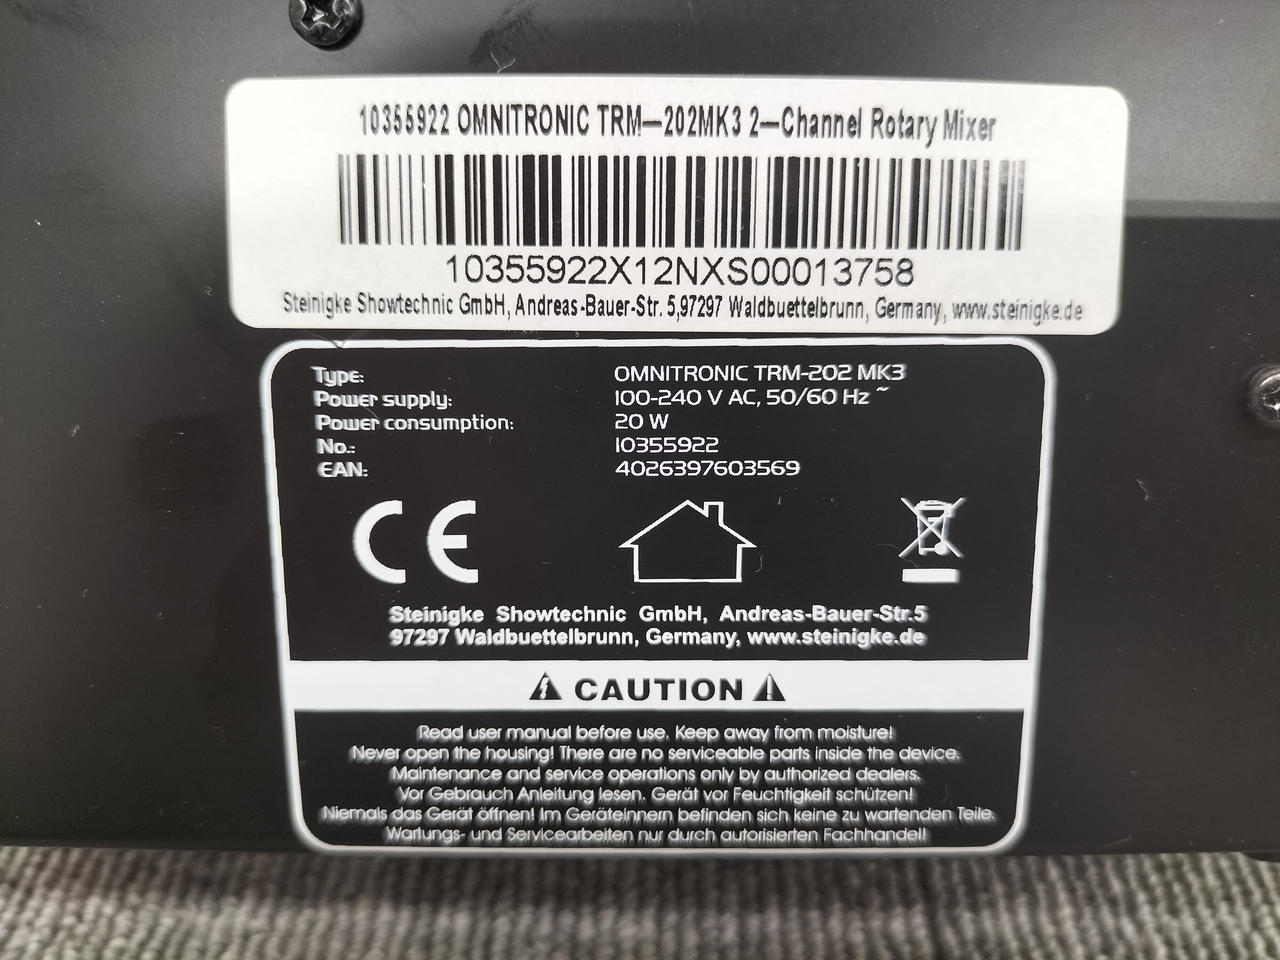 10355922 OMNITRONIC TRM-202MK3 2-Channel Rotary Mixer
10355922X12NXS00013758
Steinigke Showtechnic GmbH, Andreas-Bauer-Str. 5,97297 Waldbuettelbrunn, Germany, www.steinigke.de
Type: OMNITRONIC TRM-202 MK3
Power supply: 100-240 V AC, 50/60 Hz ~
Power consumption: 20 W
No.: 10355922
EAN: 4026397603569
CE
Steinigke Showtechnic GmbH, Andreas-Bauer-Str.5
97297 Waldbuettelbrunn, Germany, www.steinigke.de
CAUTION
Read user manual before use. Keep away from moisture!
Never open the housing! There are no serviceable parts inside the device.
Maintenance and service operations only by authorized dealers.
Vor Gebrauch Anleitung lesen. Gerät vor Feuchtigkeit schützen!
Niemals das Gerät öffnen! Im Geräteinnern befinden sich keine zu wartenden Teile.
Wartungs- und Servicearbeiten nur durch autorisierten Fachhandel!